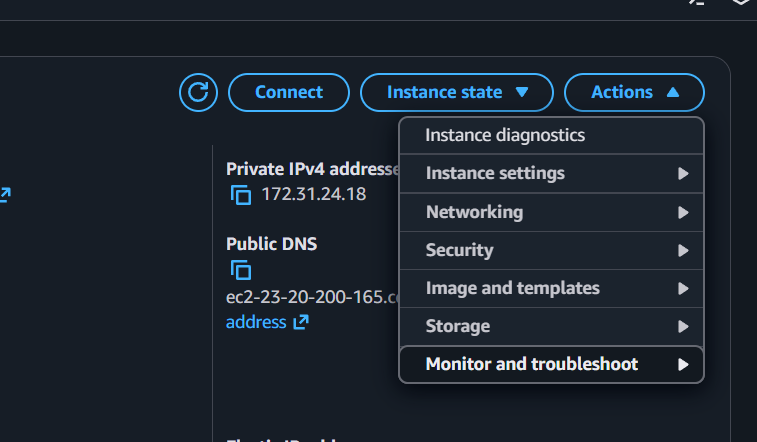 Connect
Instance state
Actions
Instance diagnostics
Private IPv4 addresse
Instance settings
172.31.24.18
Networking
Public DNS
Security
Image and templates
ec2-23-20-200-165.c
address
Storage
Monitor and troubleshoot